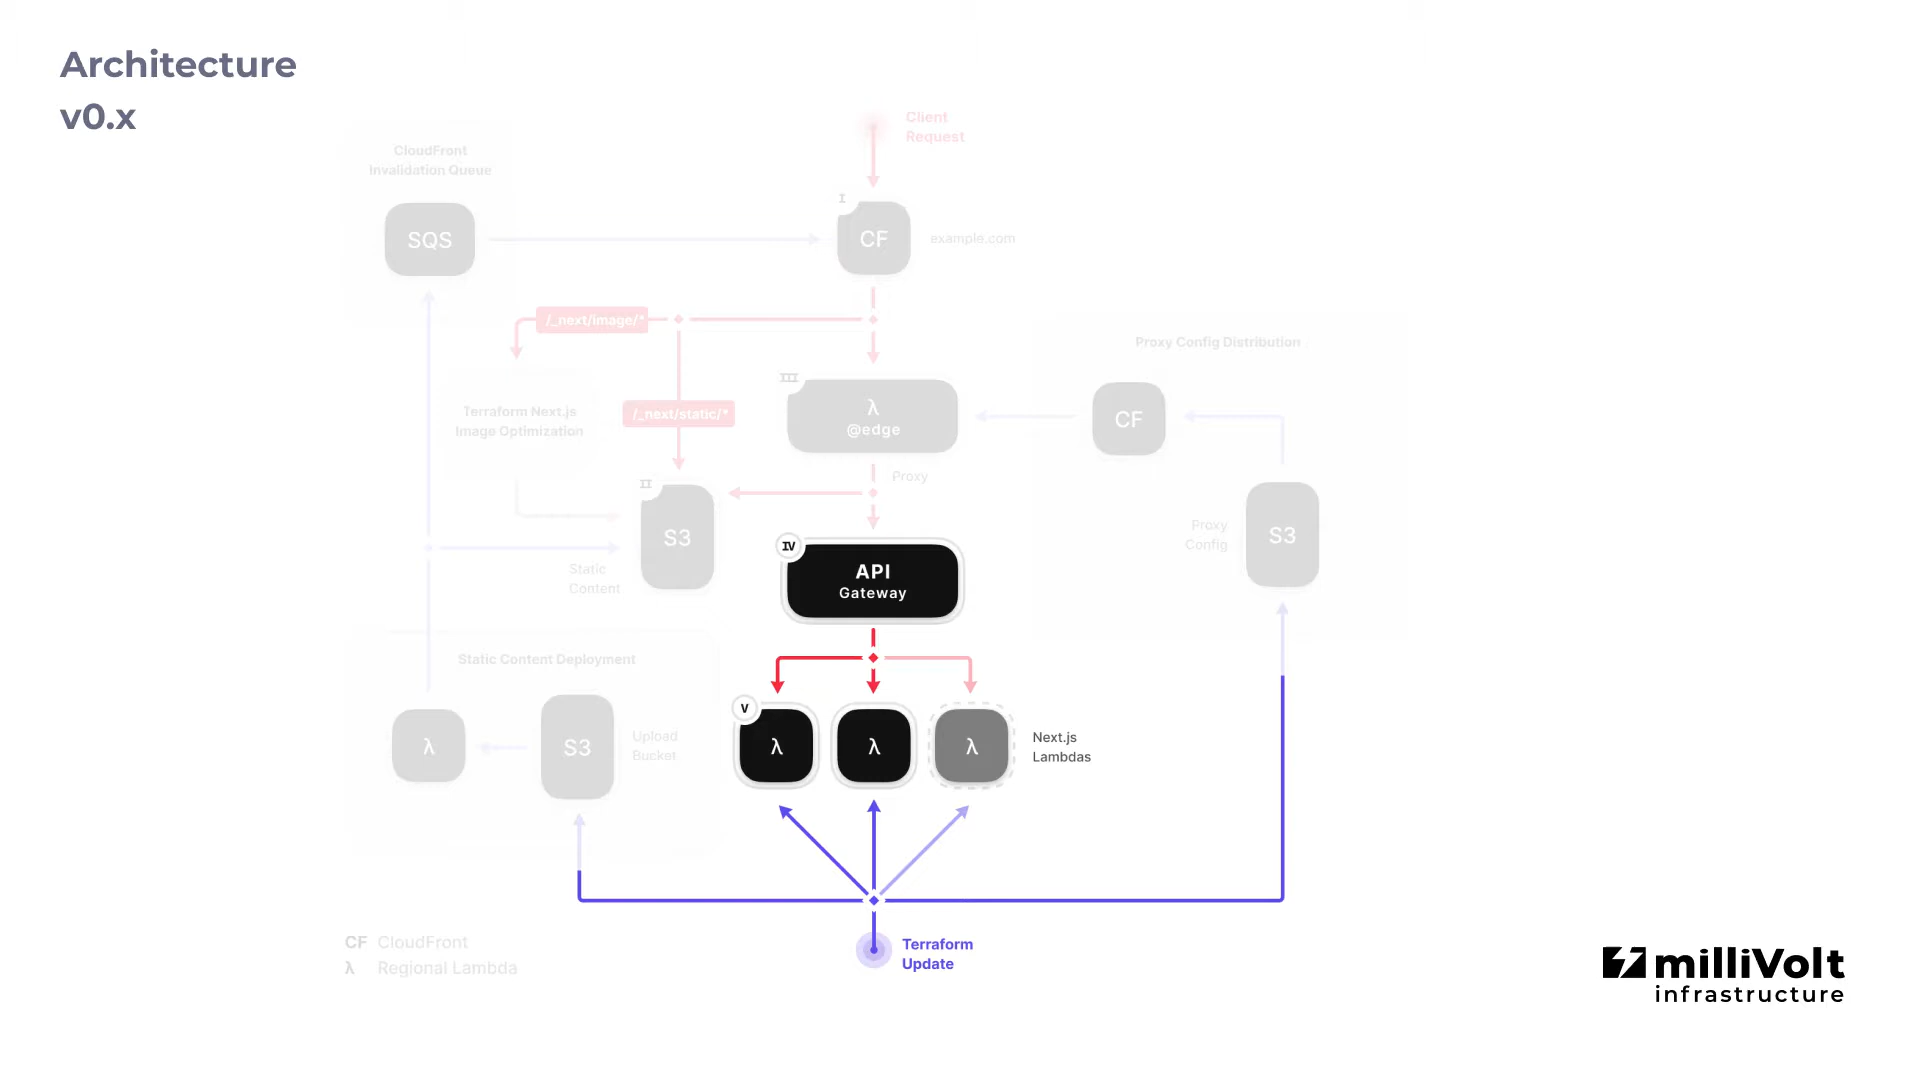 Architecture
v0.x
Client
Request
CloudFront
Invalidation Queue
SQS
I
CF
example.com
/_next/image/*
Proxy Config Distribution
III
λ
@edge
CF
Terraform Next.js
Image Optimization
/_next/static/*
Proxy
II
S3
Proxy
Config
S3
IV
API
Gateway
Static
Content
Static Content Deployment
V
λ
S3
Upload
Bucket
λ
λ
λ
Next.js
Lambdas
CF CloudFront
λ Regional Lambda
Terraform
Update
milliVolt
infrastructure